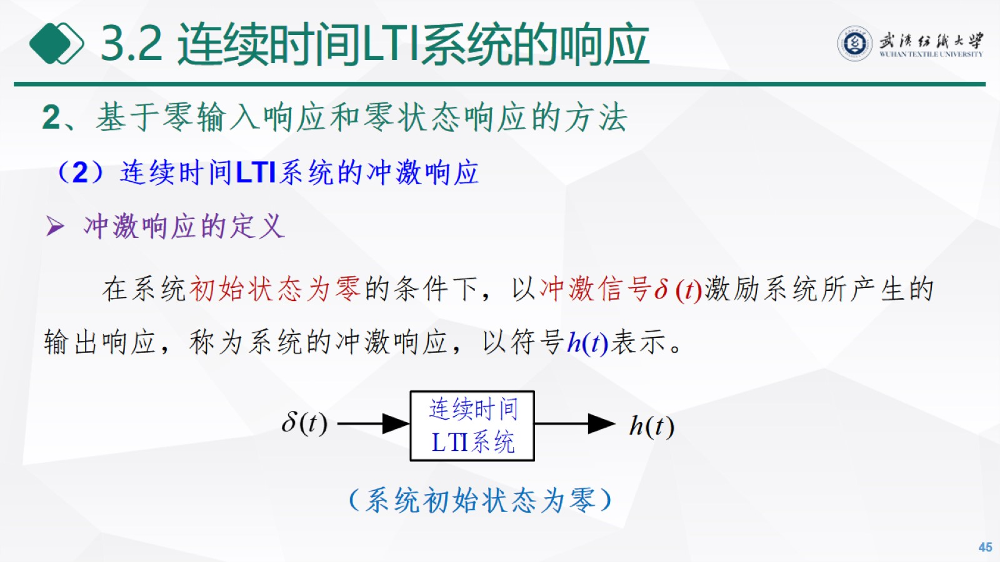 3.2 连续时间LTI系统的响应
武汉纺织大学
WUHAN TEXTILE UNIVERSITY
2、基于零输入响应和零状态响应的方法
（2）连续时间LTI系统的冲激响应
➢ 冲激响应的定义
在系统初始状态为零的条件下，以冲激信号δ (t)激励系统所产生的
输出响应，称为系统的冲激响应，以符号h(t)表示。
δ(t)
连续时间
LTI系统
h(t)
（系统初始状态为零）
45